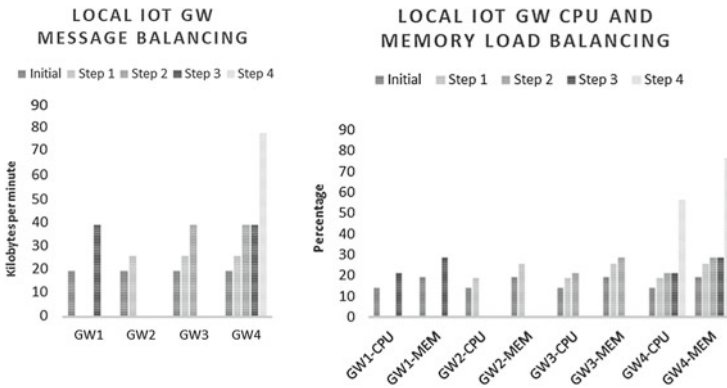 LOCAL IOT GW
MESSAGE BALANCING
Initial Step 1 Step 2 Step 3 Step 4
Kilobytes per minute
90
80
70
60
50
40
30
20
10
0
GW1 GW2 GW3 GW4
LOCAL IOT GW CPU AND
MEMORY LOAD BALANCING
Initial Step 1 Step 2 Step 3 Step 4
Percentage
90
80
70
60
50
40
30
20
10
0
GW1-CPU GW1-MEM GW2-CPU GW2-MEM GW3-CPU GW3-MEM GW4-CPU GW4-MEM